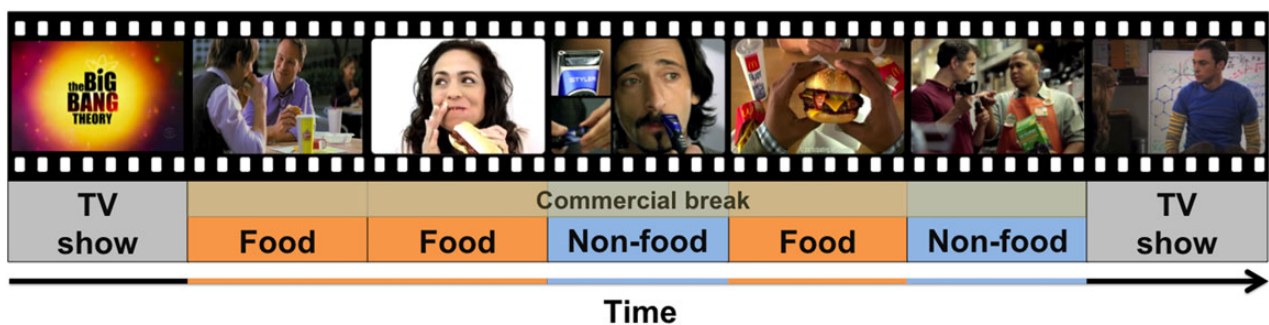 the BiG
BANG
THEORY
STYLER
TV
show
Commercial break
Food
Food
Non-food
Food
Non-food
TV
show
Time